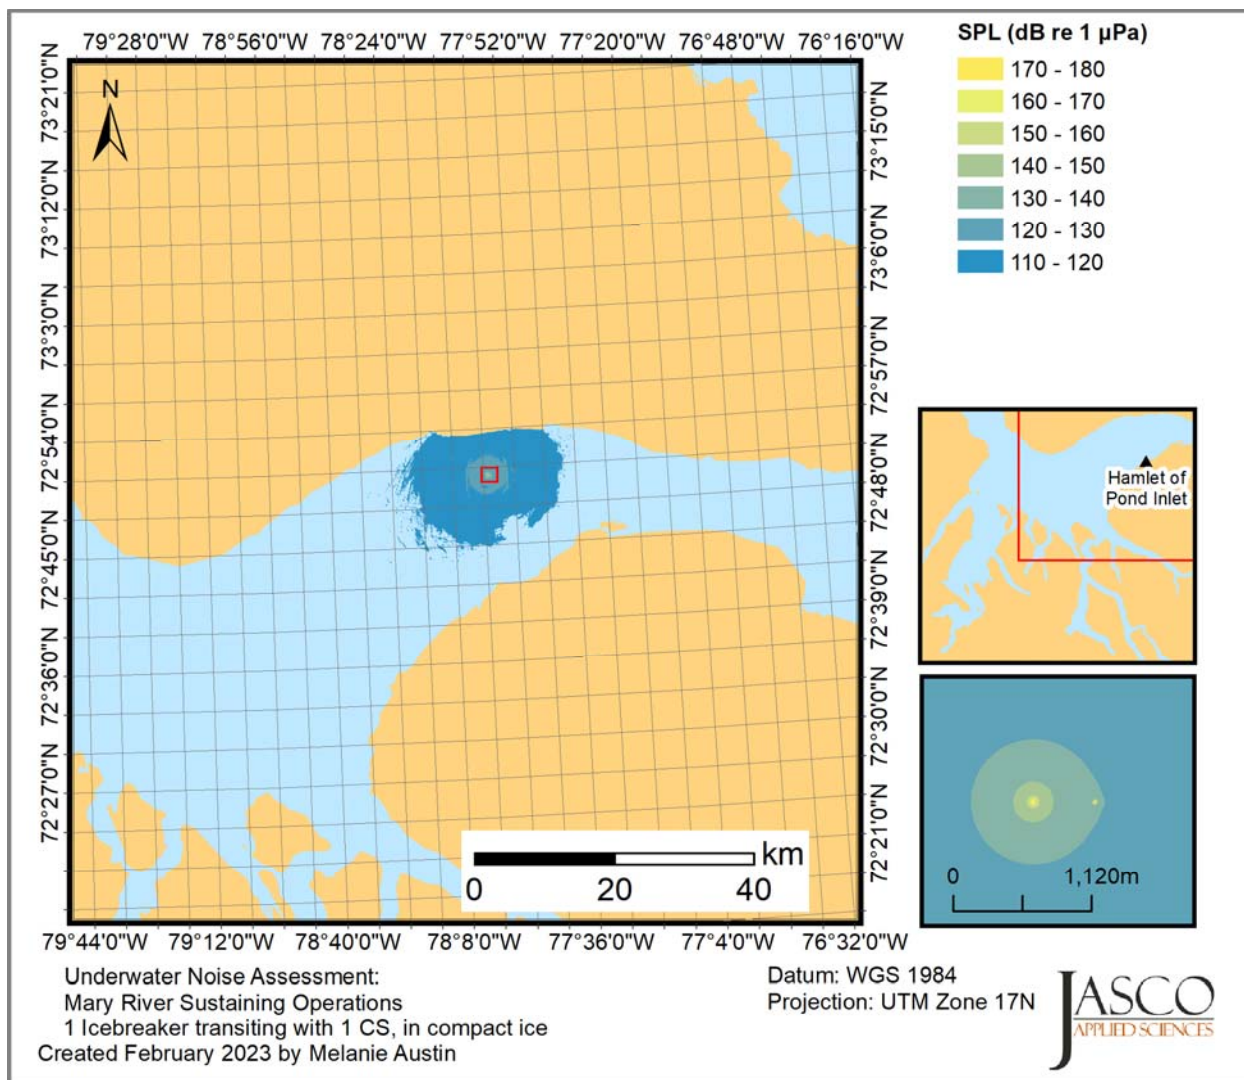 79°28'0"W 78°56'0"W 78°24'0"W 77°52'0"W 77°20'0"W 76°48'0"W 76°16'0"W
SPL (dB re 1 µPa)
170 - 180
160 - 170
150 - 160
140 - 150
130 - 140
120 - 130
110 - 120
N
73°21'0"N
73°12'0"N
73°3'0"N
72°54'0"N
72°45'0"N
72°36'0"N
72°27'0"N
73°15'0"N
73°6'0"N
72°57'0"N
72°48'0"N
72°39'0"N
72°30'0"N
72°21'0"N
Hamlet of
Pond Inlet
km
0 20 40
0 1,120m
79°44'0"W 79°12'0"W 78°40'0"W 78°8'0"W 77°36'0"W 77°4'0"W 76°32'0"W
Underwater Noise Assessment:
Mary River Sustaining Operations
1 Icebreaker transiting with 1 CS, in compact ice
Created February 2023 by Melanie Austin
Datum: WGS 1984
Projection: UTM Zone 17N
JASCO
APPLIED SCIENCES